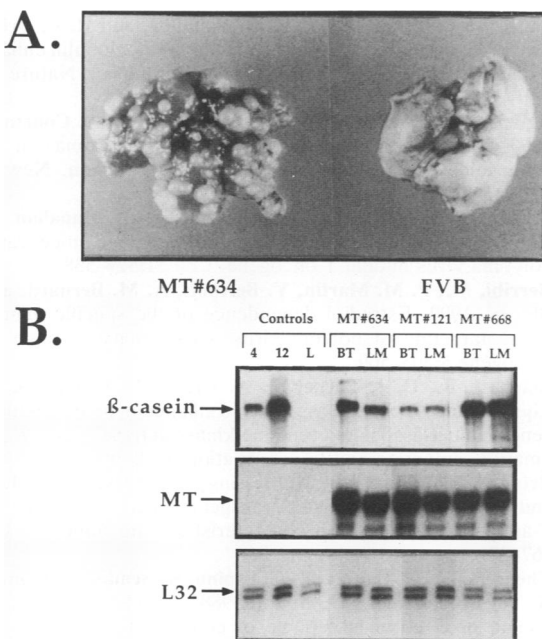 A.
MT#634 FVB
B.
Controls MT#634 MT#121 MT#668
4 12 L BT LM BT LM BT LM
ß-casein
MT
L32